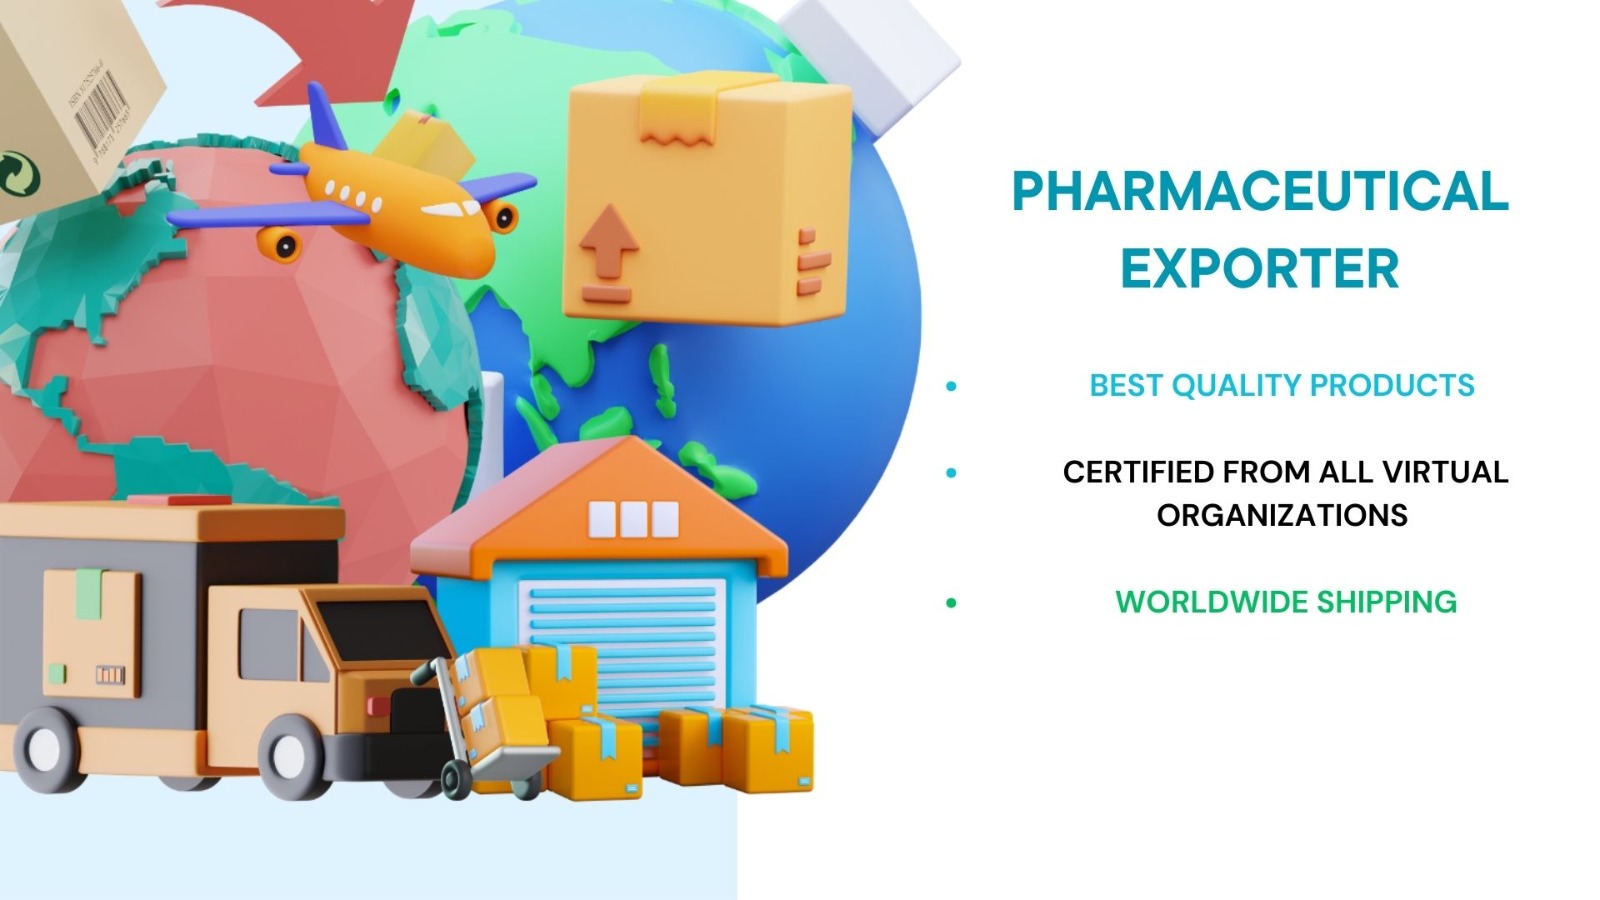 PHARMACEUTICAL
EXPORTER
• BEST QUALITY PRODUCTS
• CERTIFIED FROM ALL VIRTUAL
ORGANIZATIONS
• WORLDWIDE SHIPPING